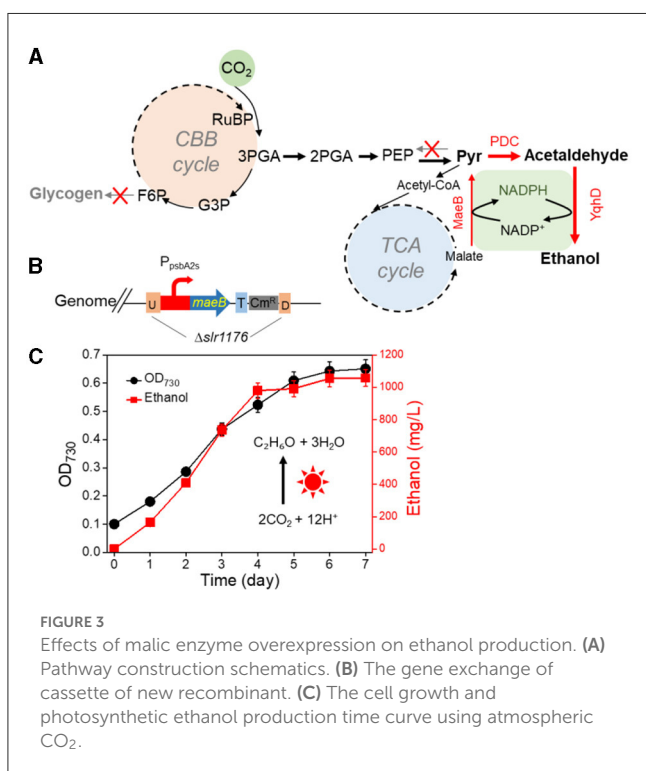 A
CO2
RuBP
CBB
cycle
3PGA
2PGA
PEP
Pyr
PDC
Acetaldehyde
Glycogen
F6P
G3P
Acetyl-CoA
MaeB
NADPH
NADP+
YqhD
TCA
cycle
Malate
Ethanol
B
PpsbA2s
Genome
U
maeB
T
CmR
D
Δslr1176
C
OD730
Ethanol
C2H6O + 3H2O
2CO2 + 12H+
0.7
0.6
0.5
0.4
0.3
0.2
0.1
0.0
OD730
1200
1000
800
600
400
200
0
Ethanol (mg/L)
0 1 2 3 4 5 6 7
Time (day)
FIGURE 3
Effects of malic enzyme overexpression on ethanol production. (A)
Pathway construction schematics. (B) The gene exchange of
cassette of new recombinant. (C) The cell growth and
photosynthetic ethanol production time curve using atmospheric
CO2.